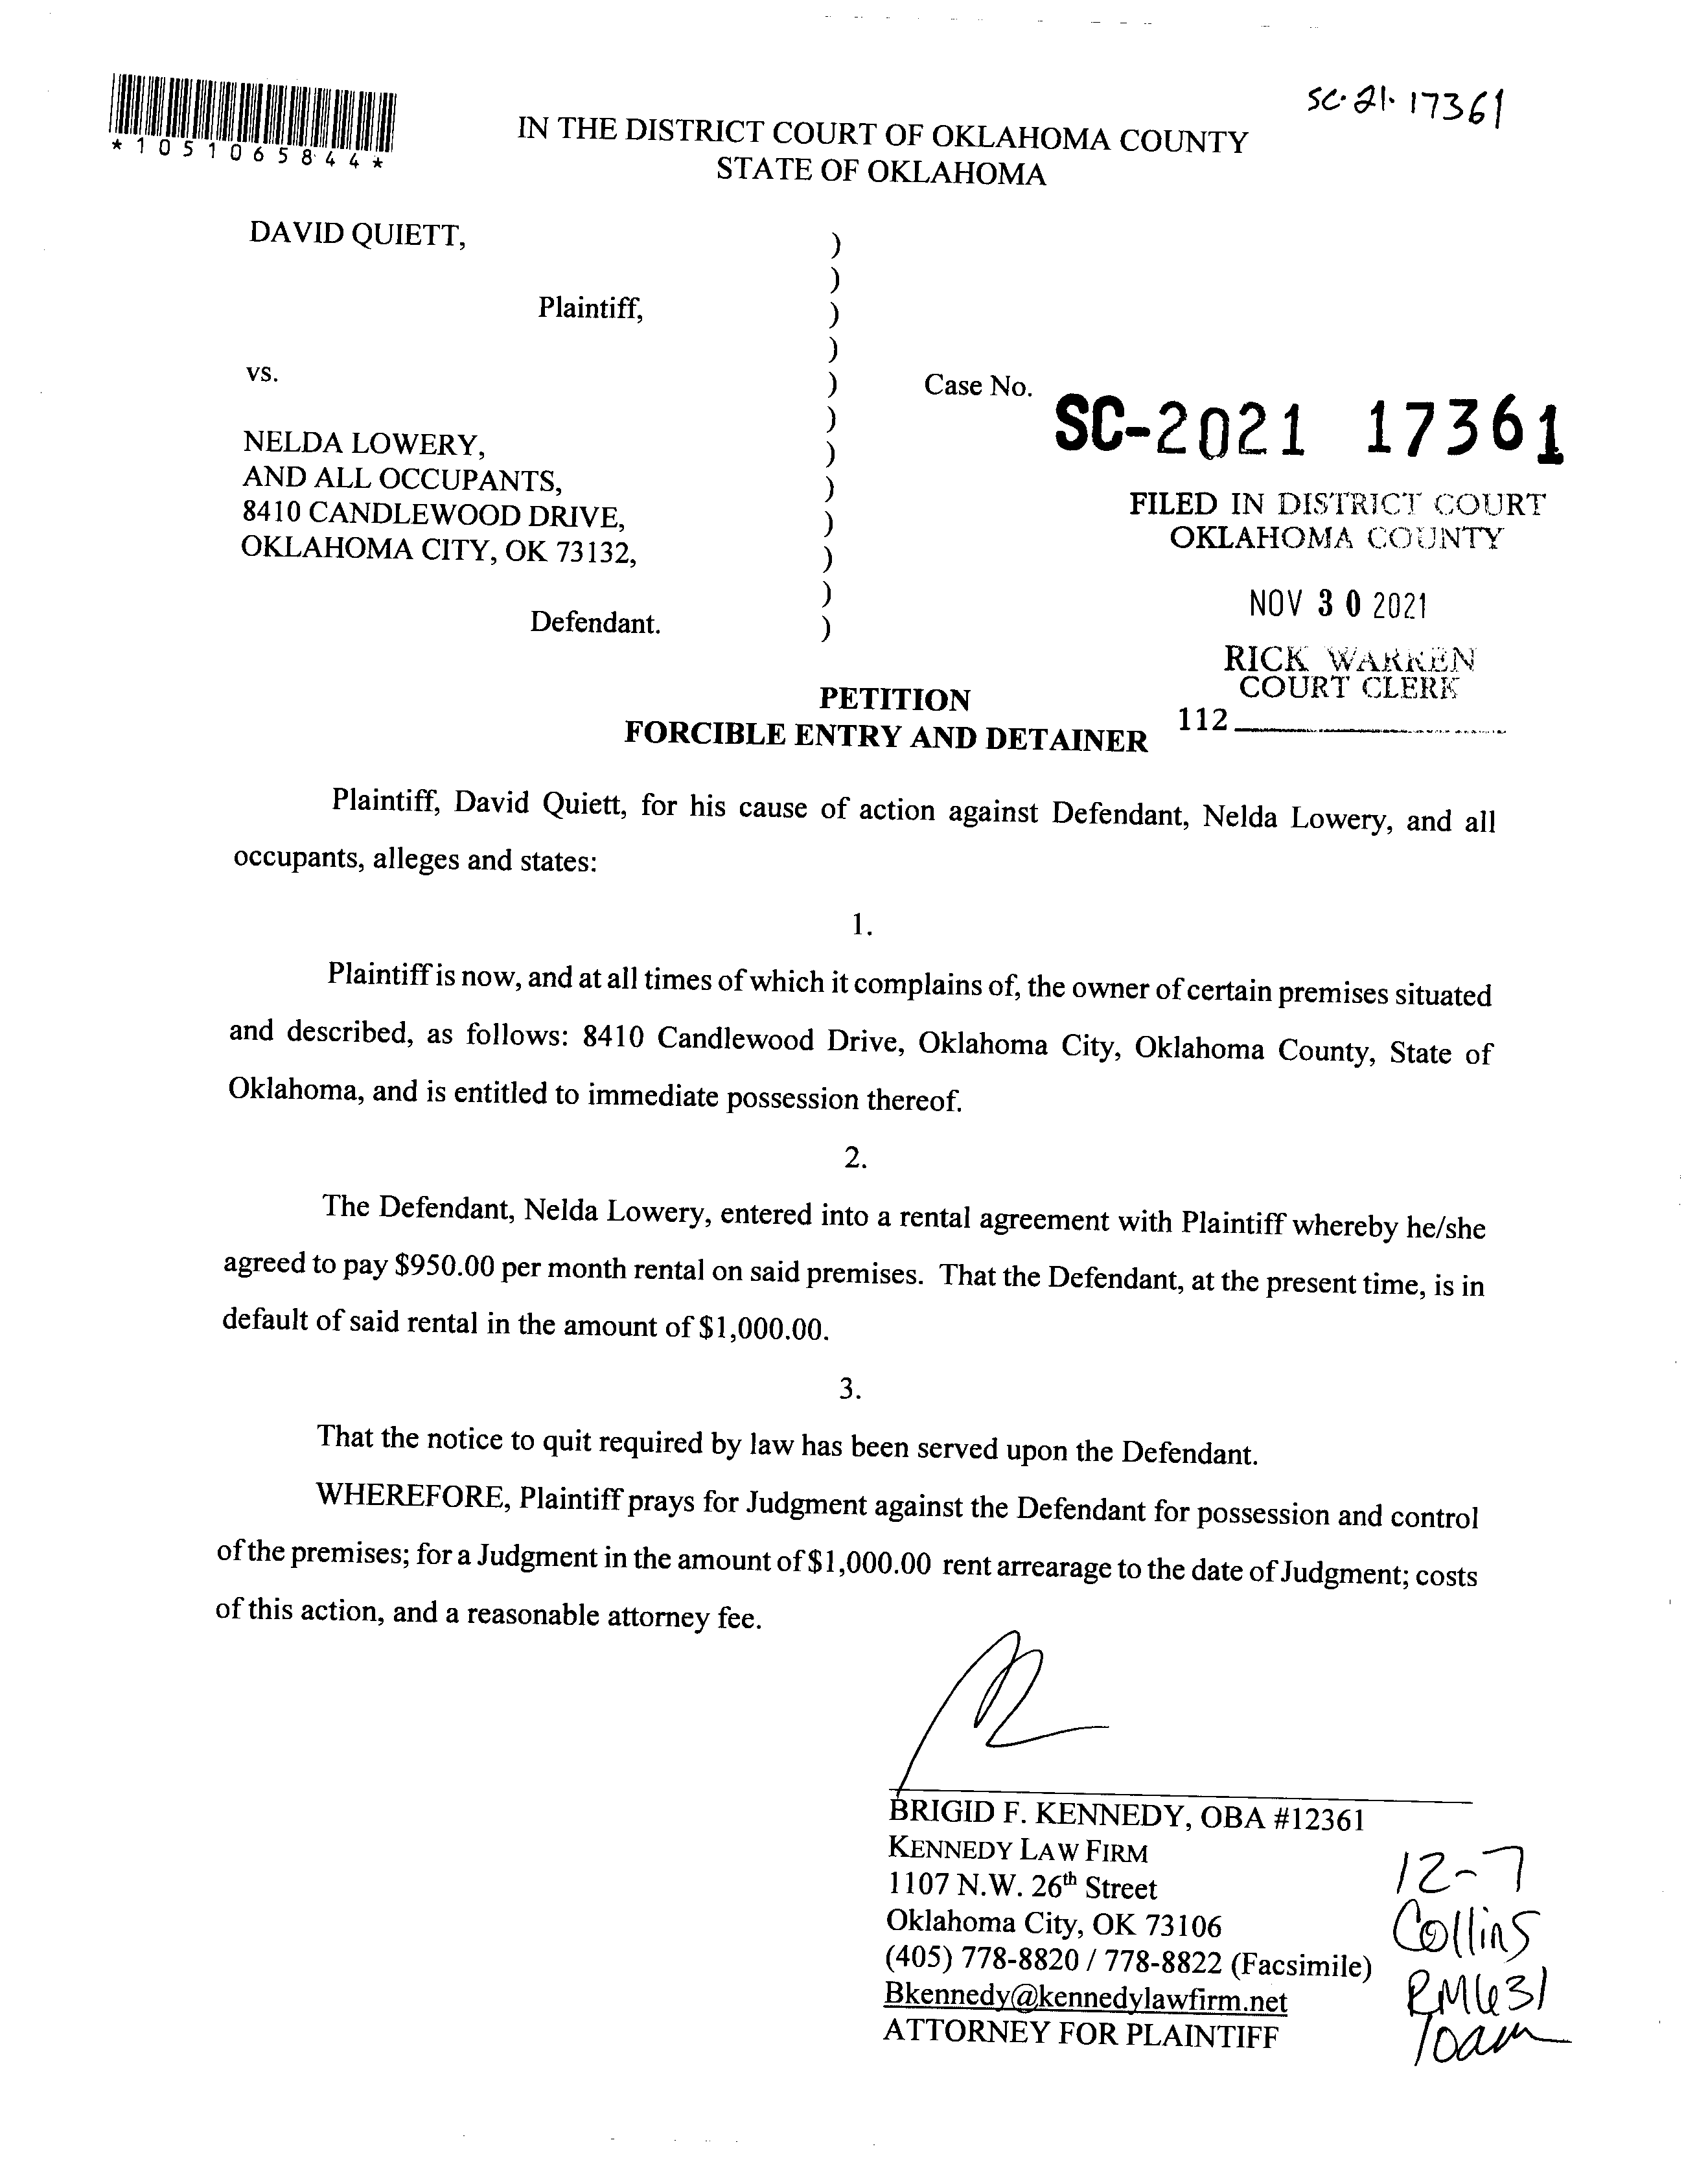 SC-21-17361
*1051065844*
IN THE DISTRICT COURT OF OKLAHOMA COUNTY
STATE OF OKLAHOMA
DAVID QUIETT, )
)
Plaintiff, )
)
vs. ) Case No. SC-2021 17361
)
NELDA LOWERY, )
AND ALL OCCUPANTS, )
8410 CANDLEWOOD DRIVE, )
OKLAHOMA CITY, OK 73132, )
)
Defendant. )
FILED IN DISTRICT COURT
OKLAHOMA COUNTY
NOV 30 2021
RICK WARREN
COURT CLERK
112
PETITION
FORCIBLE ENTRY AND DETAINER
Plaintiff, David Quiett, for his cause of action against Defendant, Nelda Lowery, and all
occupants, alleges and states:
1.
Plaintiff is now, and at all times of which it complains of, the owner of certain premises situated
and described, as follows: 8410 Candlewood Drive, Oklahoma City, Oklahoma County, State of
Oklahoma, and is entitled to immediate possession thereof.
2.
The Defendant, Nelda Lowery, entered into a rental agreement with Plaintiff whereby he/she
agreed to pay $950.00 per month rental on said premises. That the Defendant, at the present time, is in
default of said rental in the amount of $1,000.00.
3.
That the notice to quit required by law has been served upon the Defendant.
WHEREFORE, Plaintiff prays for Judgment against the Defendant for possession and control
of the premises; for a Judgment in the amount of $1,000.00 rent arrearage to the date of Judgment; costs
of this action, and a reasonable attorney fee.
BRIGID F. KENNEDY, OBA #12361
KENNEDY LAW FIRM
1107 N.W. 26th Street
Oklahoma City, OK 73106
(405) 778-8820 / 778-8822 (Facsimile)
Bkennedy@kennedylawfirm.net
ATTORNEY FOR PLAINTIFF
12-7
Collins
RM631
10am